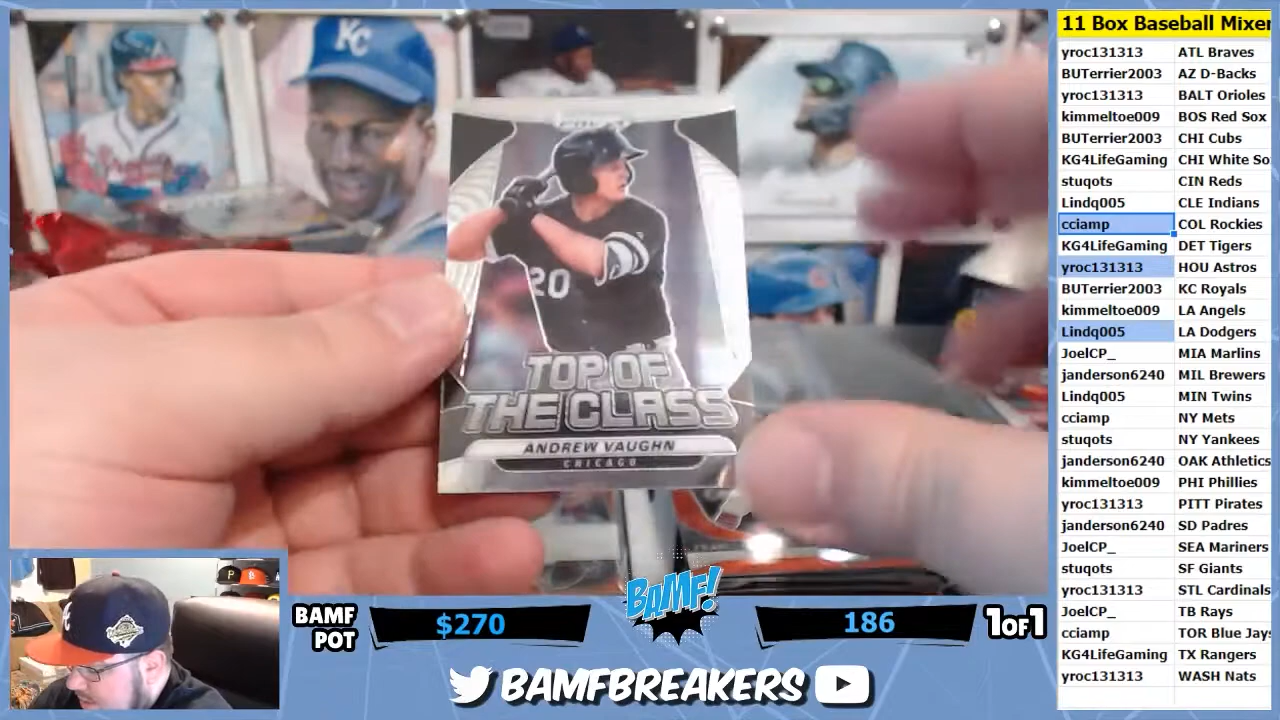 11 Box Baseball Mixer
yroc131313 ATL Braves
BUTerrier2003 AZ D-Backs
yroc131313 BALT Orioles
kimmeltoe009 BOS Red Sox
BUTerrier2003 CHI Cubs
KG4LifeGaming CHI White So
stuqots CIN Reds
Lindq005 CLE Indians
cciamp COL Rockies
KG4LifeGaming DET Tigers
yroc131313 HOU Astros
BUTerrier2003 KC Royals
kimmeltoe009 LA Angels
Lindq005 LA Dodgers
JoelCP_ MIA Marlins
janderson6240 MIL Brewers
Lindq005 MIN Twins
cciamp NY Mets
stuqots NY Yankees
janderson6240 OAK Athletics
kimmeltoe009 PHI Phillies
yroc131313 PITT Pirates
janderson6240 SD Padres
JoelCP_ SEA Mariners
stuqots SF Giants
yroc131313 STL Cardinals
JoelCP_ TB Rays
cciamp TOR Blue Jays
KG4LifeGaming TX Rangers
yroc131313 WASH Nats
KC
20
TOP OF
THE CLASS
ANDREW VAUGHN
CHICAGO
BAMF
POT
$270
BAMF!
186
1OF1
BAMFBREAKERS